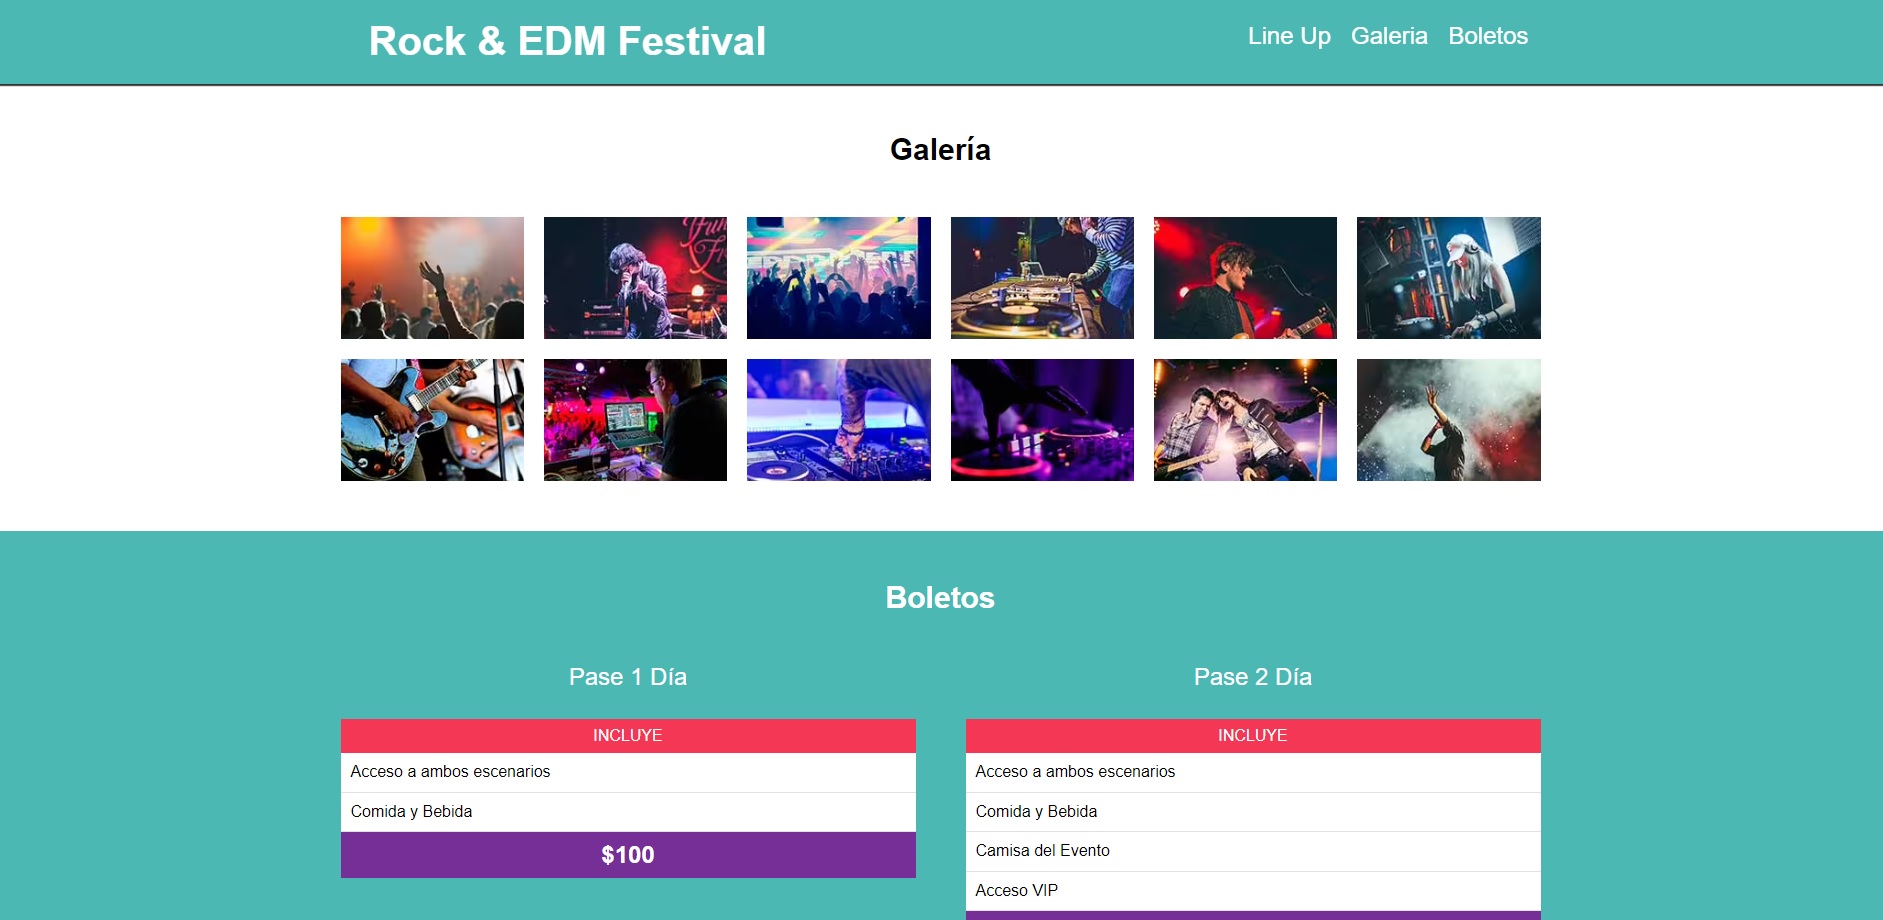 Rock & EDM Festival
Line Up Galeria Boletos
Galería
Boletos
Pase 1 Día
INCLUYE
Acceso a ambos escenarios
Comida y Bebida
$100
Pase 2 Día
INCLUYE
Acceso a ambos escenarios
Comida y Bebida
Camisa del Evento
Acceso VIP